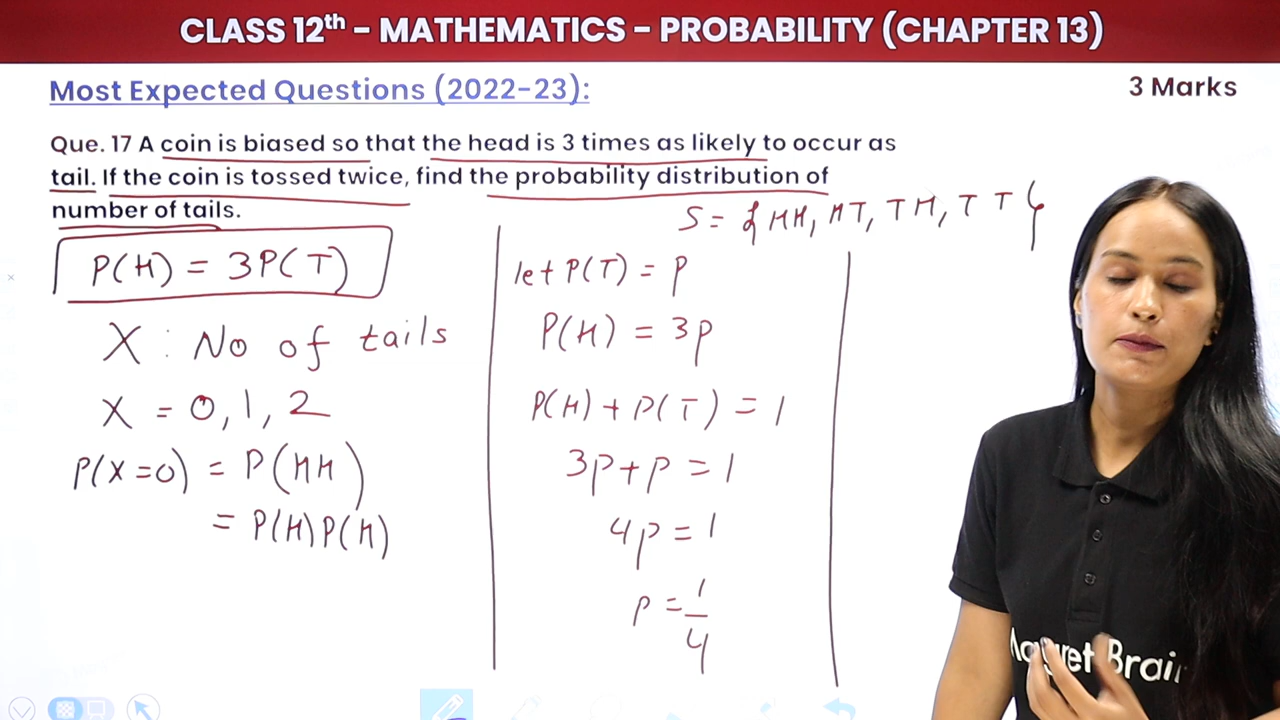 CLASS 12th – MATHEMATICS – PROBABILITY (CHAPTER 13)
Most Expected Questions (2022-23):
3 Marks
Que. 17 A coin is biased so that the head is 3 times as likely to occur as
tail. If the coin is tossed twice, find the probability distribution of
number of tails.
S = {HH, HT, TH, TT}
P(H) = 3P(T)
X : No of tails
X = 0, 1, 2
P(X=0) = P(HH)
= P(H)P(H)
let P(T) = p
P(H) = 3p
P(H) + P(T) = 1
3p + p = 1
4p = 1
p = 1/4
Brain